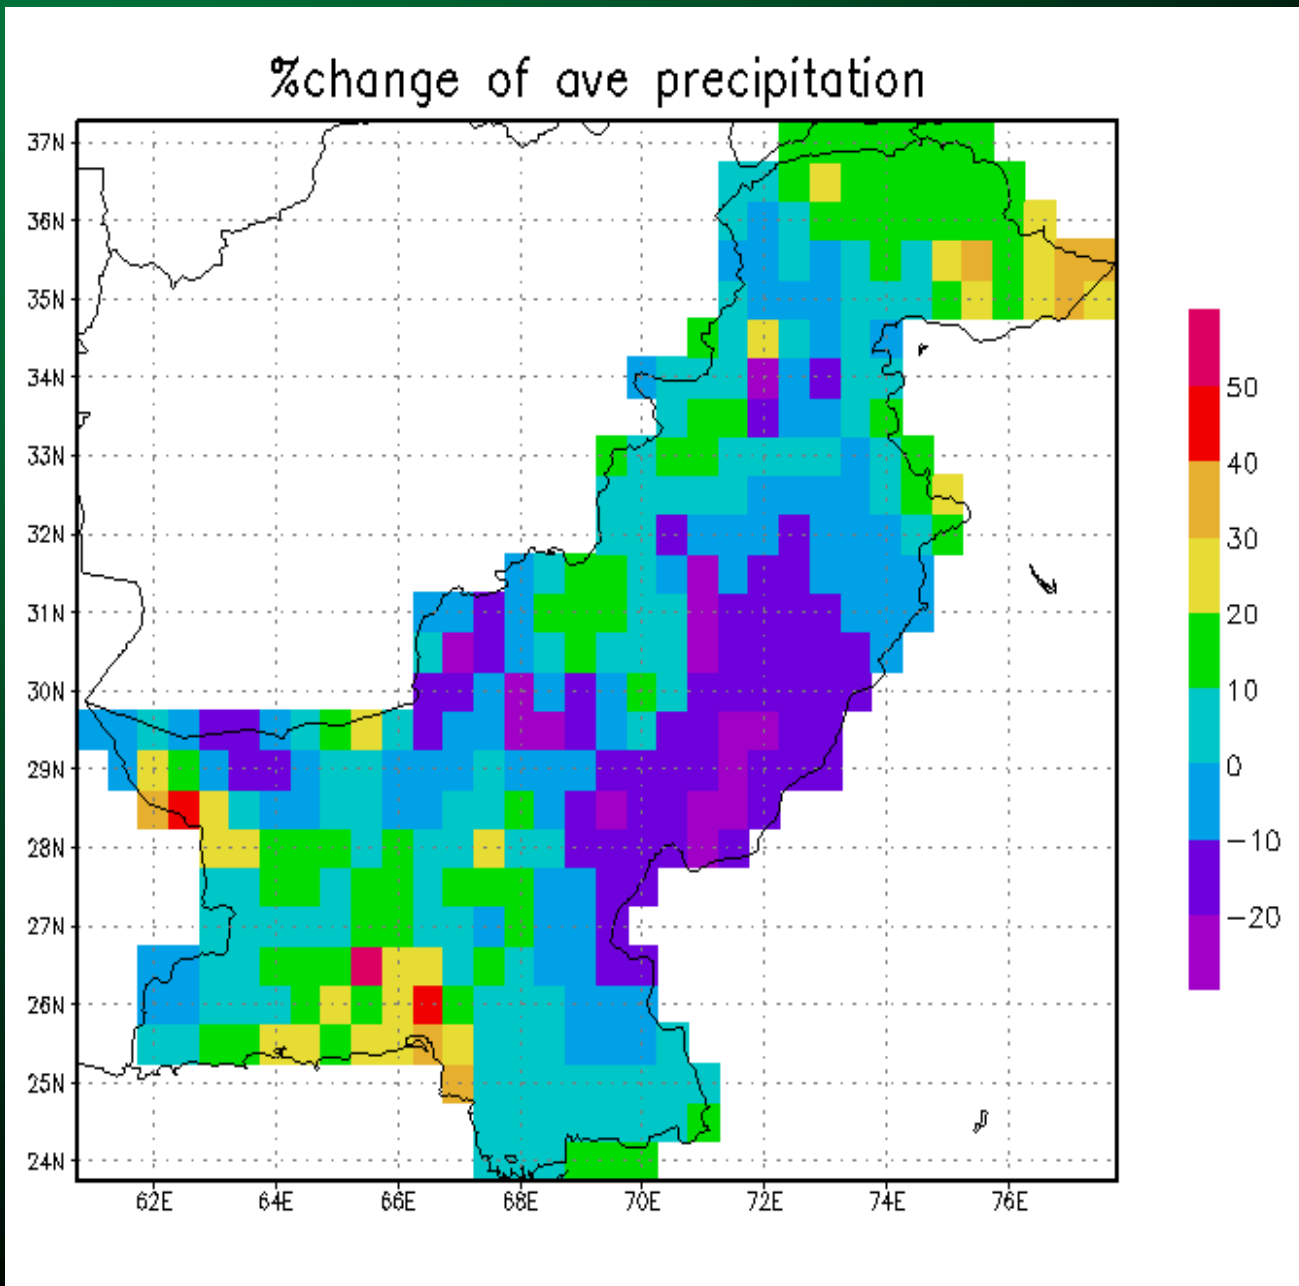 %change of ave precipitation
37N
36N
35N
34N
33N
32N
31N
30N
29N
28N
27N
26N
25N
24N
62E 64E 66E 68E 70E 72E 74E 76E
50
40
30
20
10
0
−10
−20